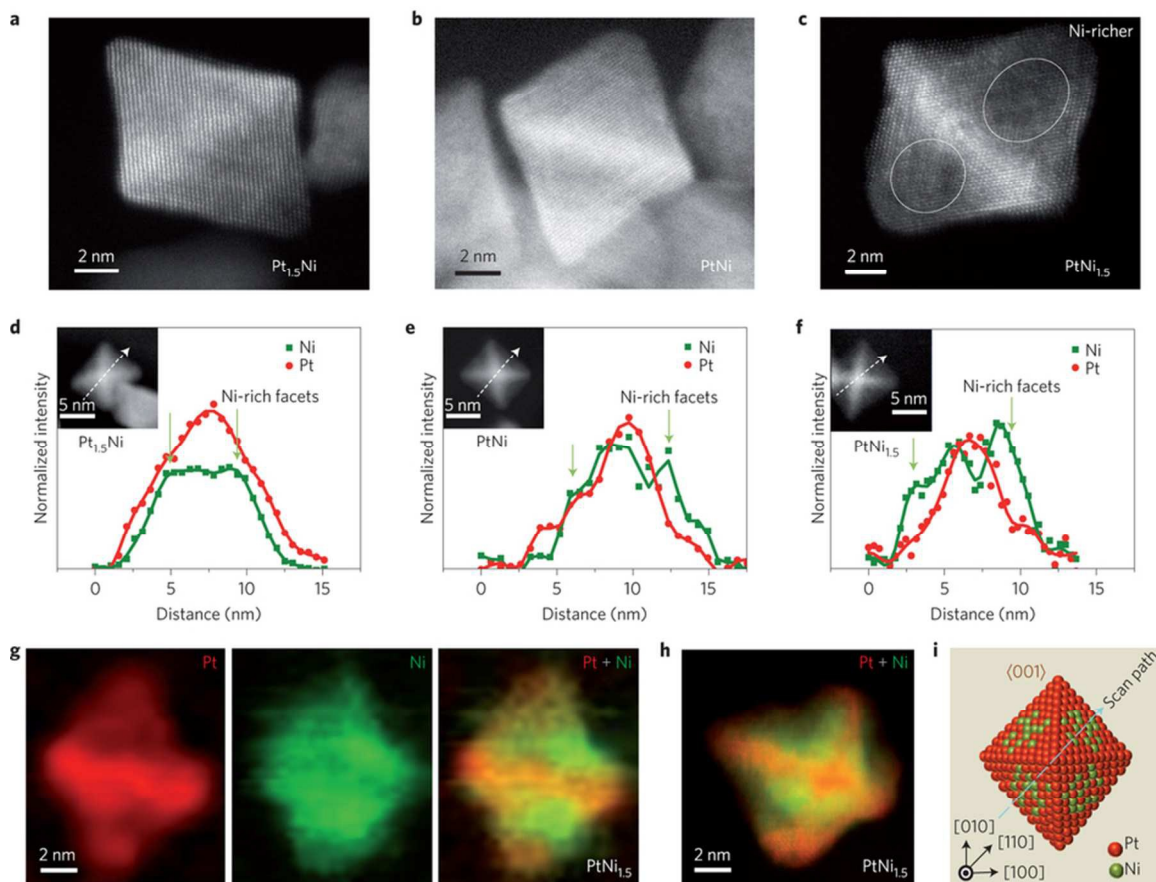 a
2 nm
Pt1.5Ni
b
2 nm
PtNi
c
Ni-richer
2 nm
PtNi1.5
d
Normalized intensity
5 nm
Pt1.5Ni
Ni
Pt
Ni-rich facets
0 5 10 15
Distance (nm)
e
Normalized intensity
5 nm
PtNi
Ni
Pt
Ni-rich facets
0 5 10 15
Distance (nm)
f
Normalized intensity
5 nm
PtNi1.5
Ni
Pt
Ni-rich facets
0 5 10 15
Distance (nm)
g
Pt
2 nm
Ni
Pt + Ni
PtNi1.5
h
Pt + Ni
2 nm
PtNi1.5
i
⟨001⟩
Scan path
[010]
[110]
[100]
Pt
Ni